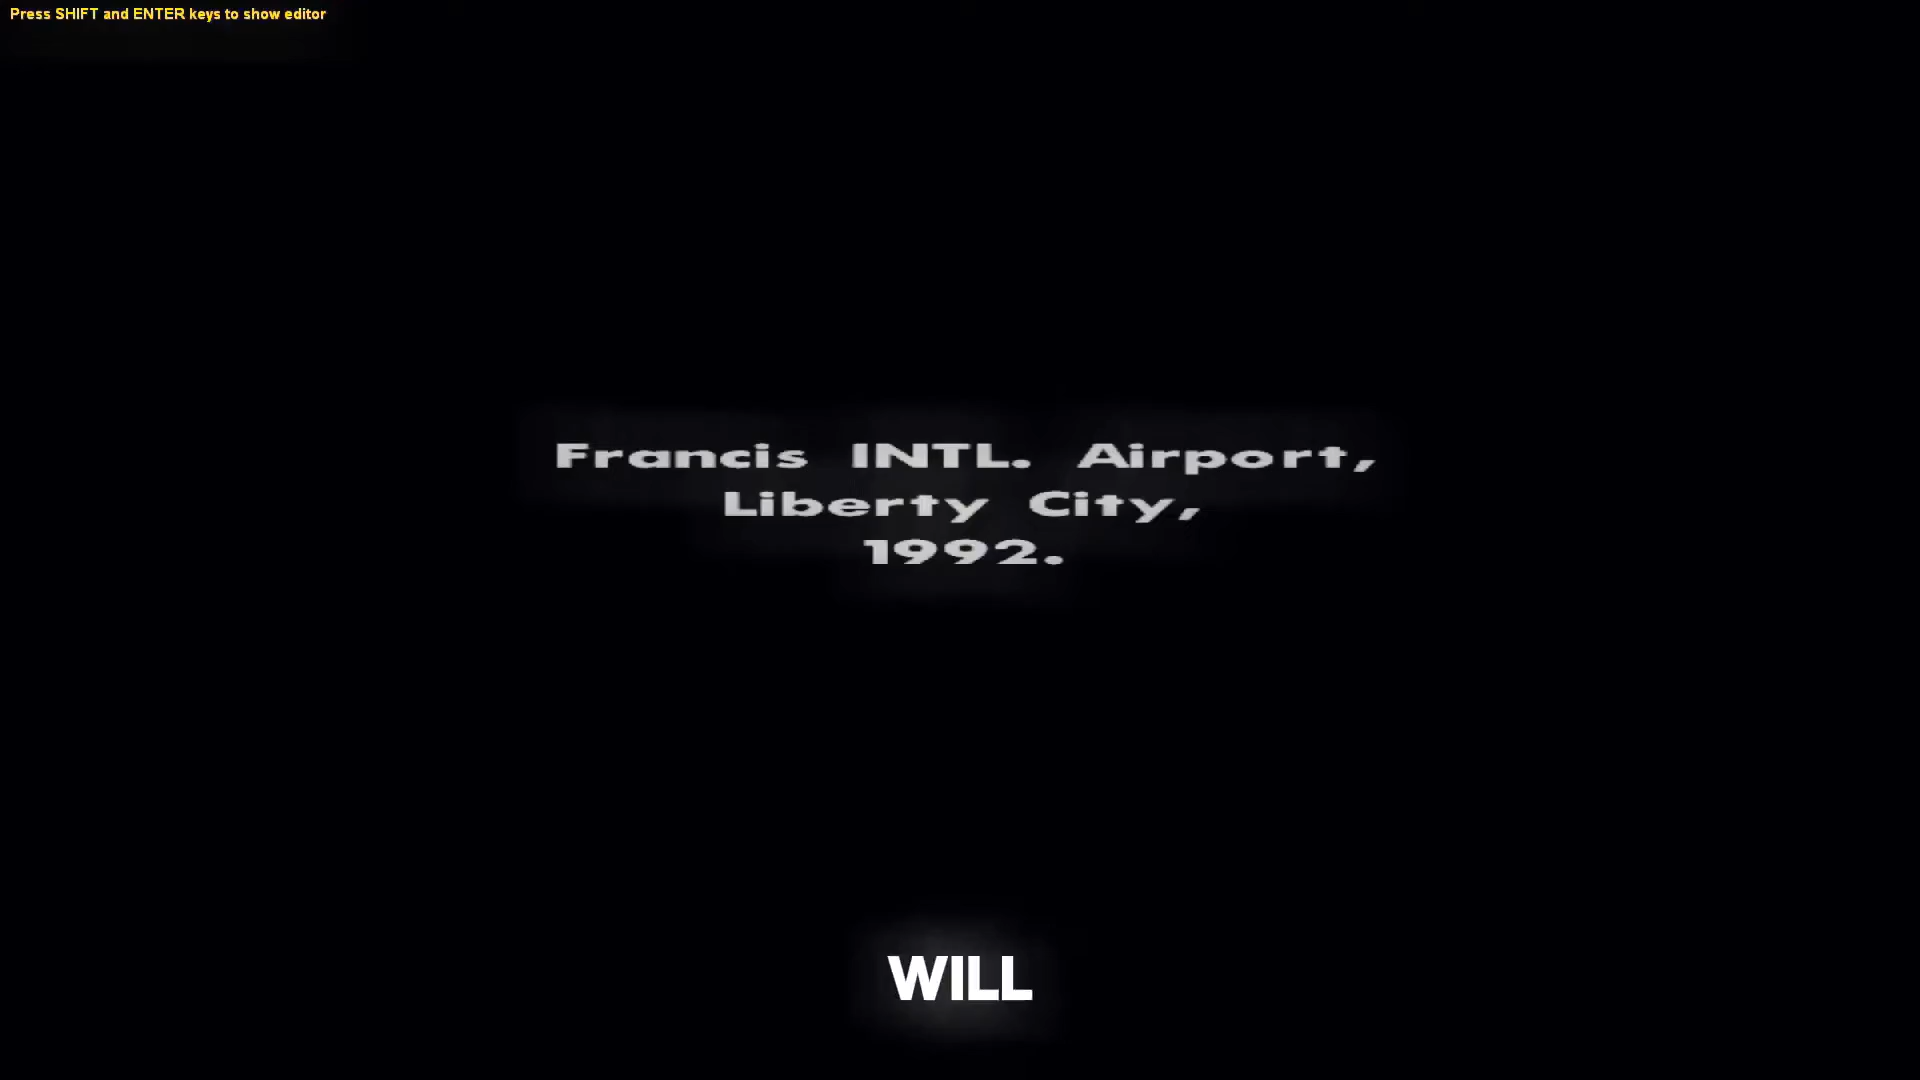 Press SHIFT and ENTER keys to show editor
Francis INTL. Airport,
Liberty City,
1992.
WILL